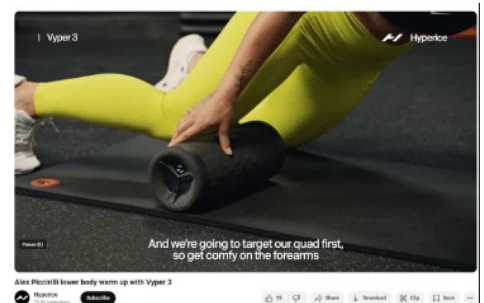 | Vyper 3
Hyperice
And we're going to target our quad first,
so get comfy on the forearms
Alex Piccirilli lower body warm up with Vyper 3
Hyperice
Subscribe
Share
Download
Clip
Save